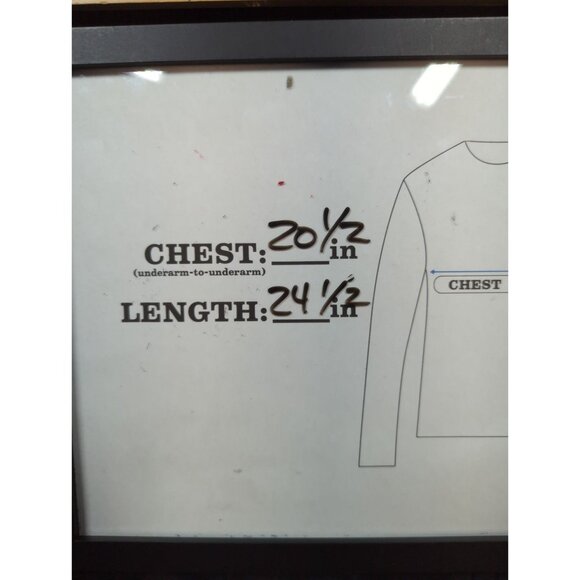 CHEST: 20 1/2 in
(underarm-to-underarm)
LENGTH: 24 1/2 in
CHEST